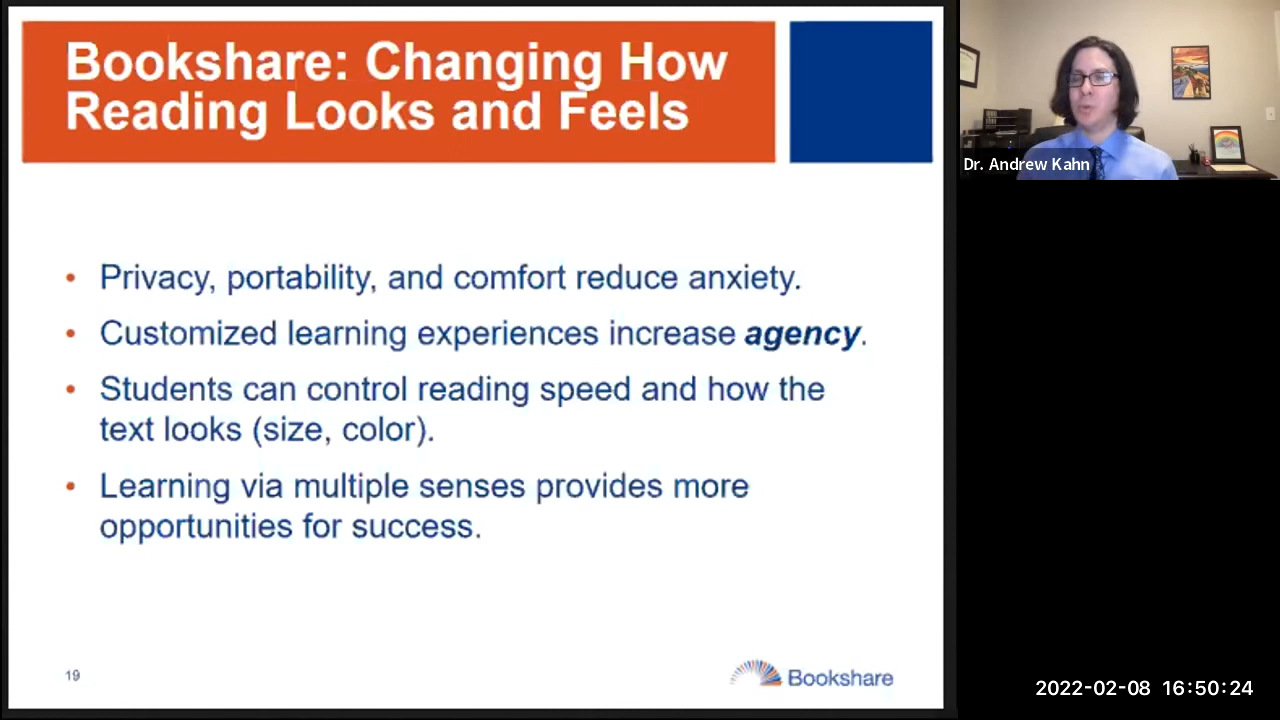 Bookshare: Changing How
Reading Looks and Feels
Dr. Andrew Kahn
• Privacy, portability, and comfort reduce anxiety.
• Customized learning experiences increase agency.
• Students can control reading speed and how the
text looks (size, color).
• Learning via multiple senses provides more
opportunities for success.
19
Bookshare
2022-02-08 16:50:24